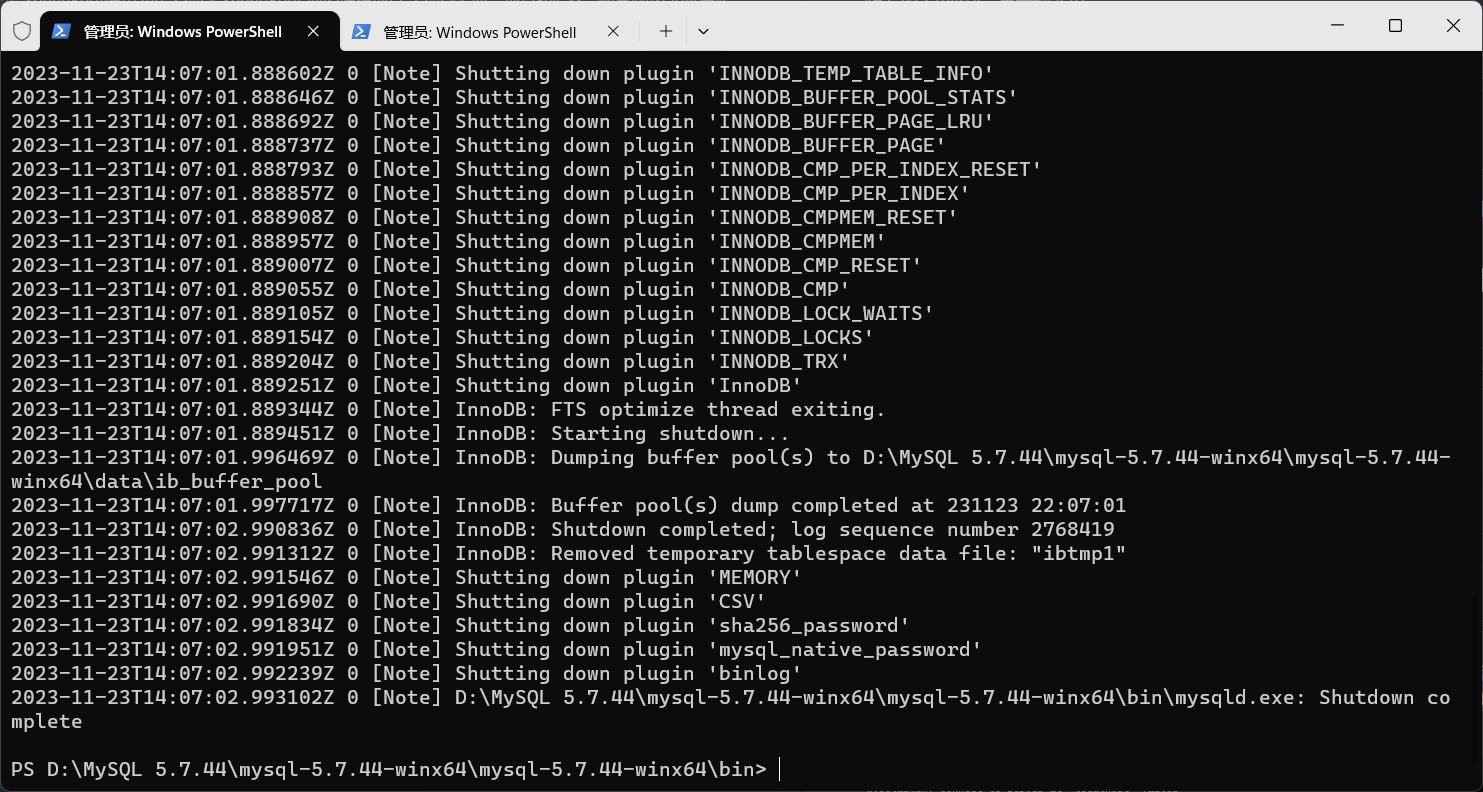 管理员: Windows PowerShell
管理员: Windows PowerShell
2023-11-23T14:07:01.888602Z 0 [Note] Shutting down plugin 'INNODB_TEMP_TABLE_INFO'
2023-11-23T14:07:01.888646Z 0 [Note] Shutting down plugin 'INNODB_BUFFER_POOL_STATS'
2023-11-23T14:07:01.888692Z 0 [Note] Shutting down plugin 'INNODB_BUFFER_PAGE_LRU'
2023-11-23T14:07:01.888737Z 0 [Note] Shutting down plugin 'INNODB_BUFFER_PAGE'
2023-11-23T14:07:01.888793Z 0 [Note] Shutting down plugin 'INNODB_CMP_PER_INDEX_RESET'
2023-11-23T14:07:01.888857Z 0 [Note] Shutting down plugin 'INNODB_CMP_PER_INDEX'
2023-11-23T14:07:01.888908Z 0 [Note] Shutting down plugin 'INNODB_CMPMEM_RESET'
2023-11-23T14:07:01.888957Z 0 [Note] Shutting down plugin 'INNODB_CMPMEM'
2023-11-23T14:07:01.889007Z 0 [Note] Shutting down plugin 'INNODB_CMP_RESET'
2023-11-23T14:07:01.889055Z 0 [Note] Shutting down plugin 'INNODB_CMP'
2023-11-23T14:07:01.889105Z 0 [Note] Shutting down plugin 'INNODB_LOCK_WAITS'
2023-11-23T14:07:01.889154Z 0 [Note] Shutting down plugin 'INNODB_LOCKS'
2023-11-23T14:07:01.889204Z 0 [Note] Shutting down plugin 'INNODB_TRX'
2023-11-23T14:07:01.889251Z 0 [Note] Shutting down plugin 'InnoDB'
2023-11-23T14:07:01.889344Z 0 [Note] InnoDB: FTS optimize thread exiting.
2023-11-23T14:07:01.889451Z 0 [Note] InnoDB: Starting shutdown...
2023-11-23T14:07:01.996469Z 0 [Note] InnoDB: Dumping buffer pool(s) to D:\MySQL 5.7.44\mysql-5.7.44-winx64\mysql-5.7.44-
winx64\data\ib_buffer_pool
2023-11-23T14:07:01.997717Z 0 [Note] InnoDB: Buffer pool(s) dump completed at 231123 22:07:01
2023-11-23T14:07:02.990836Z 0 [Note] InnoDB: Shutdown completed; log sequence number 2768419
2023-11-23T14:07:02.991312Z 0 [Note] InnoDB: Removed temporary tablespace data file: "ibtmp1"
2023-11-23T14:07:02.991546Z 0 [Note] Shutting down plugin 'MEMORY'
2023-11-23T14:07:02.991690Z 0 [Note] Shutting down plugin 'CSV'
2023-11-23T14:07:02.991834Z 0 [Note] Shutting down plugin 'sha256_password'
2023-11-23T14:07:02.991951Z 0 [Note] Shutting down plugin 'mysql_native_password'
2023-11-23T14:07:02.992239Z 0 [Note] Shutting down plugin 'binlog'
2023-11-23T14:07:02.993102Z 0 [Note] D:\MySQL 5.7.44\mysql-5.7.44-winx64\mysql-5.7.44-winx64\bin\mysqld.exe: Shutdown co
mplete
PS D:\MySQL 5.7.44\mysql-5.7.44-winx64\mysql-5.7.44-winx64\bin>